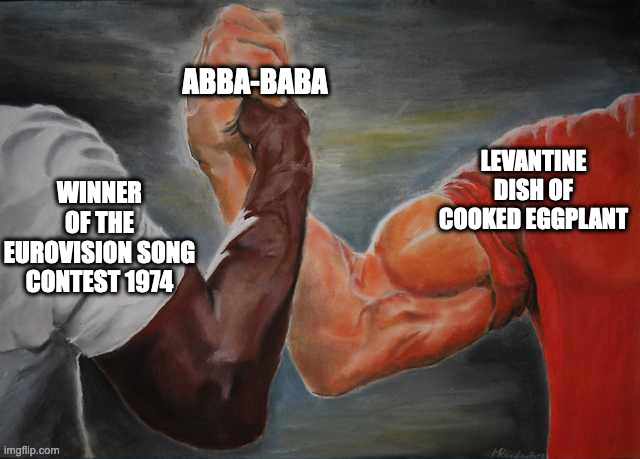 ABBA-BABA
WINNER
OF THE
EUROVISION SONG
CONTEST 1974
LEVANTINE
DISH OF
COOKED EGGPLANT
imgflip.com